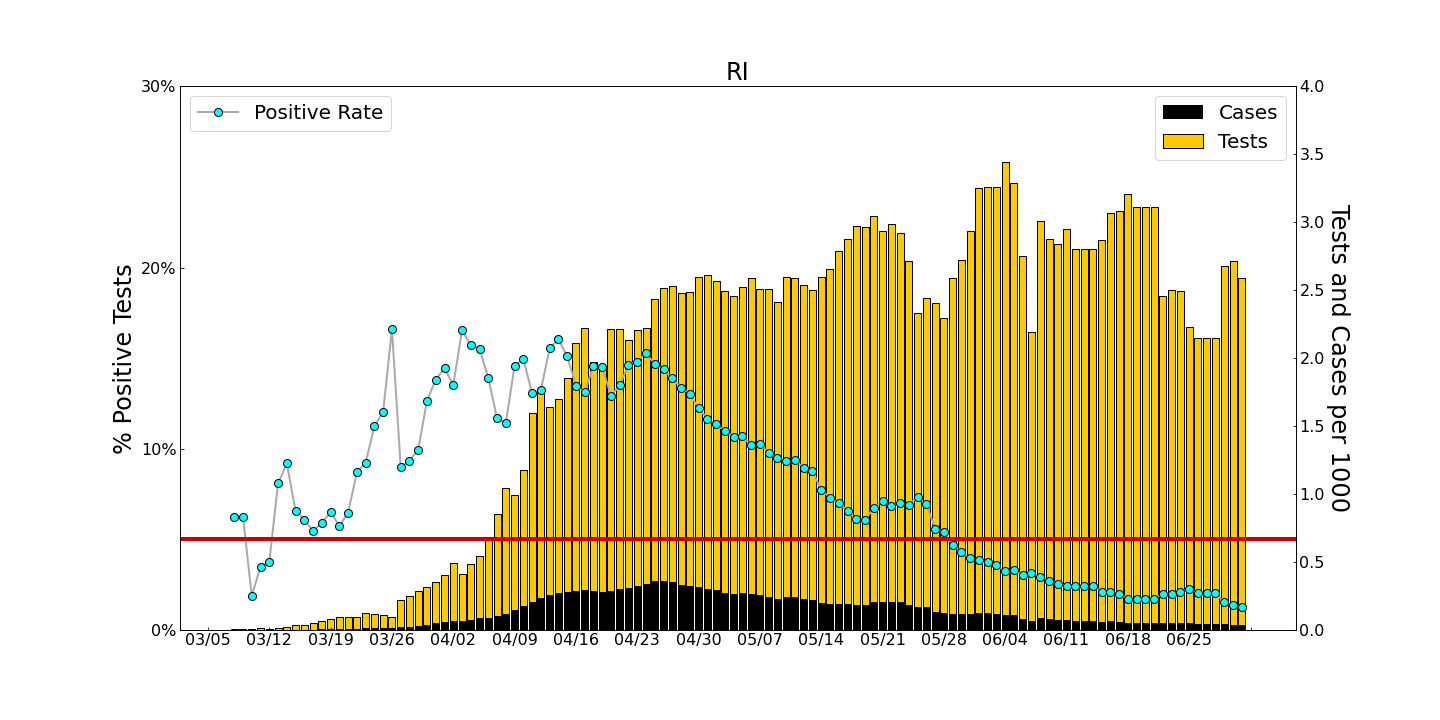 RI
30%
20%
10%
0%
% Positive Tests
Positive Rate
Cases
Tests
4.0
3.5
3.0
2.5
2.0
1.5
1.0
0.5
0.0
Tests and Cases per 1000
03/05 03/12 03/19 03/26 04/02 04/09 04/16 04/23 04/30 05/07 05/14 05/21 05/28 06/04 06/11 06/18 06/25